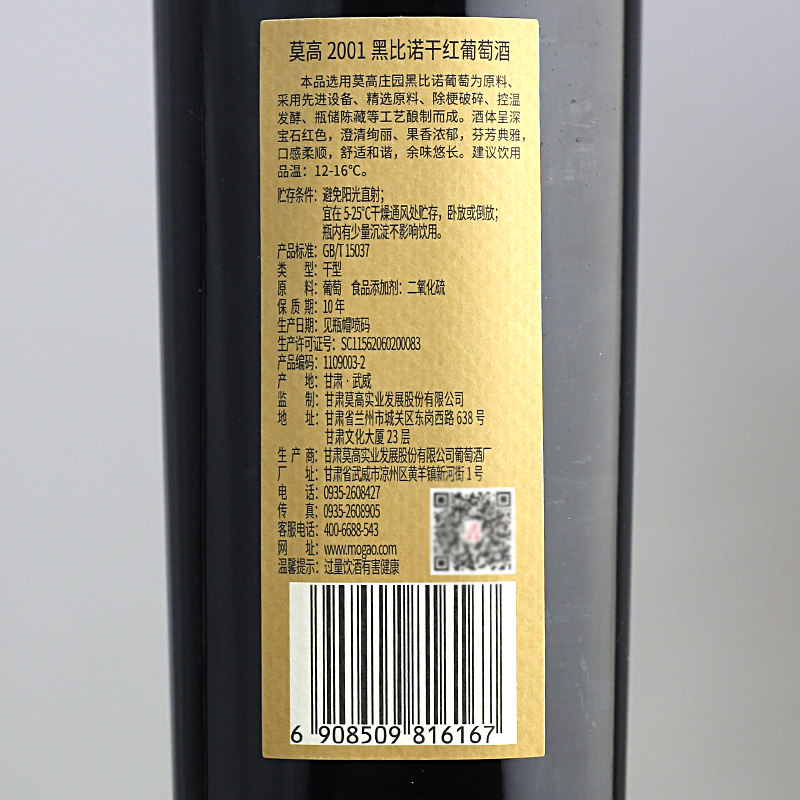 莫高 2001 黑比诺干红葡萄酒
本品选用莫高庄园黑比诺葡萄为原料、
采用先进设备、精选原料、除梗破碎、控温
发酵、瓶储陈藏等工艺酿制而成。酒体呈深
宝石红色，澄清绚丽、果香浓郁，芬芳典雅，
口感柔顺，舒适和谐，余味悠长。建议饮用
品温：12-16℃。
贮存条件：避免阳光直射；
宜在 5-25℃干燥通风处贮存，卧放或倒放；
瓶内有少量沉淀不影响饮用。
产品标准：GB/T 15037
类 型：干型
原 料：葡萄 食品添加剂：二氧化硫
保 质 期：10 年
生产日期：见瓶帽喷码
生产许可证号：SC11562060200083
产品编码：1109003-2
产 地：甘肃·武威
监 制：甘肃莫高实业发展股份有限公司
地 址：甘肃省兰州市城关区东岗西路 638 号
甘肃文化大厦 23 层
生 产 商：甘肃莫高实业发展股份有限公司葡萄酒厂
厂 址：甘肃省武威市凉州区黄羊镇新河街 1 号
电 话：0935-2608427
传 真：0935-2608905
客服电话：400-6688-543
网 址：www.mogao.com
温馨提示：过量饮酒有害健康
6 908509 816167